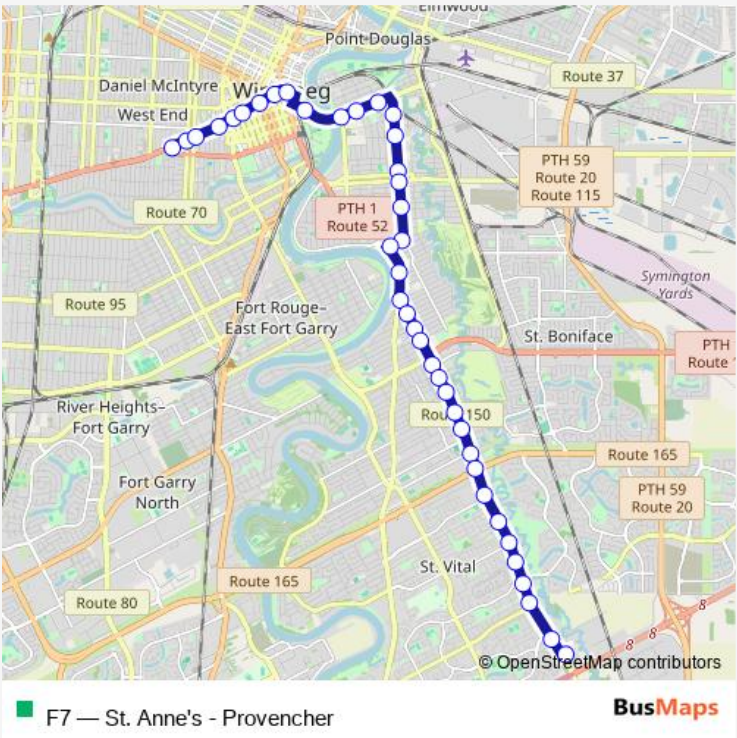 Elmwood
Point Douglas
Route 37
Daniel McIntyre
West End
PTH 59
Route 20
Route 115
Route 70
PTH 1
Route 52
Symington
Yards
Route 95
Fort Rouge–
East Fort Garry
St. Boniface
PTH
Route 1
River Heights–
Fort Garry
150
Route 165
Fort Garry
North
PTH 59
Route 20
St. Vital
Route 165
Route 80
8
8 8
© OpenStreetMap contributors
F7 — St. Anne's - Provencher
BusMaps